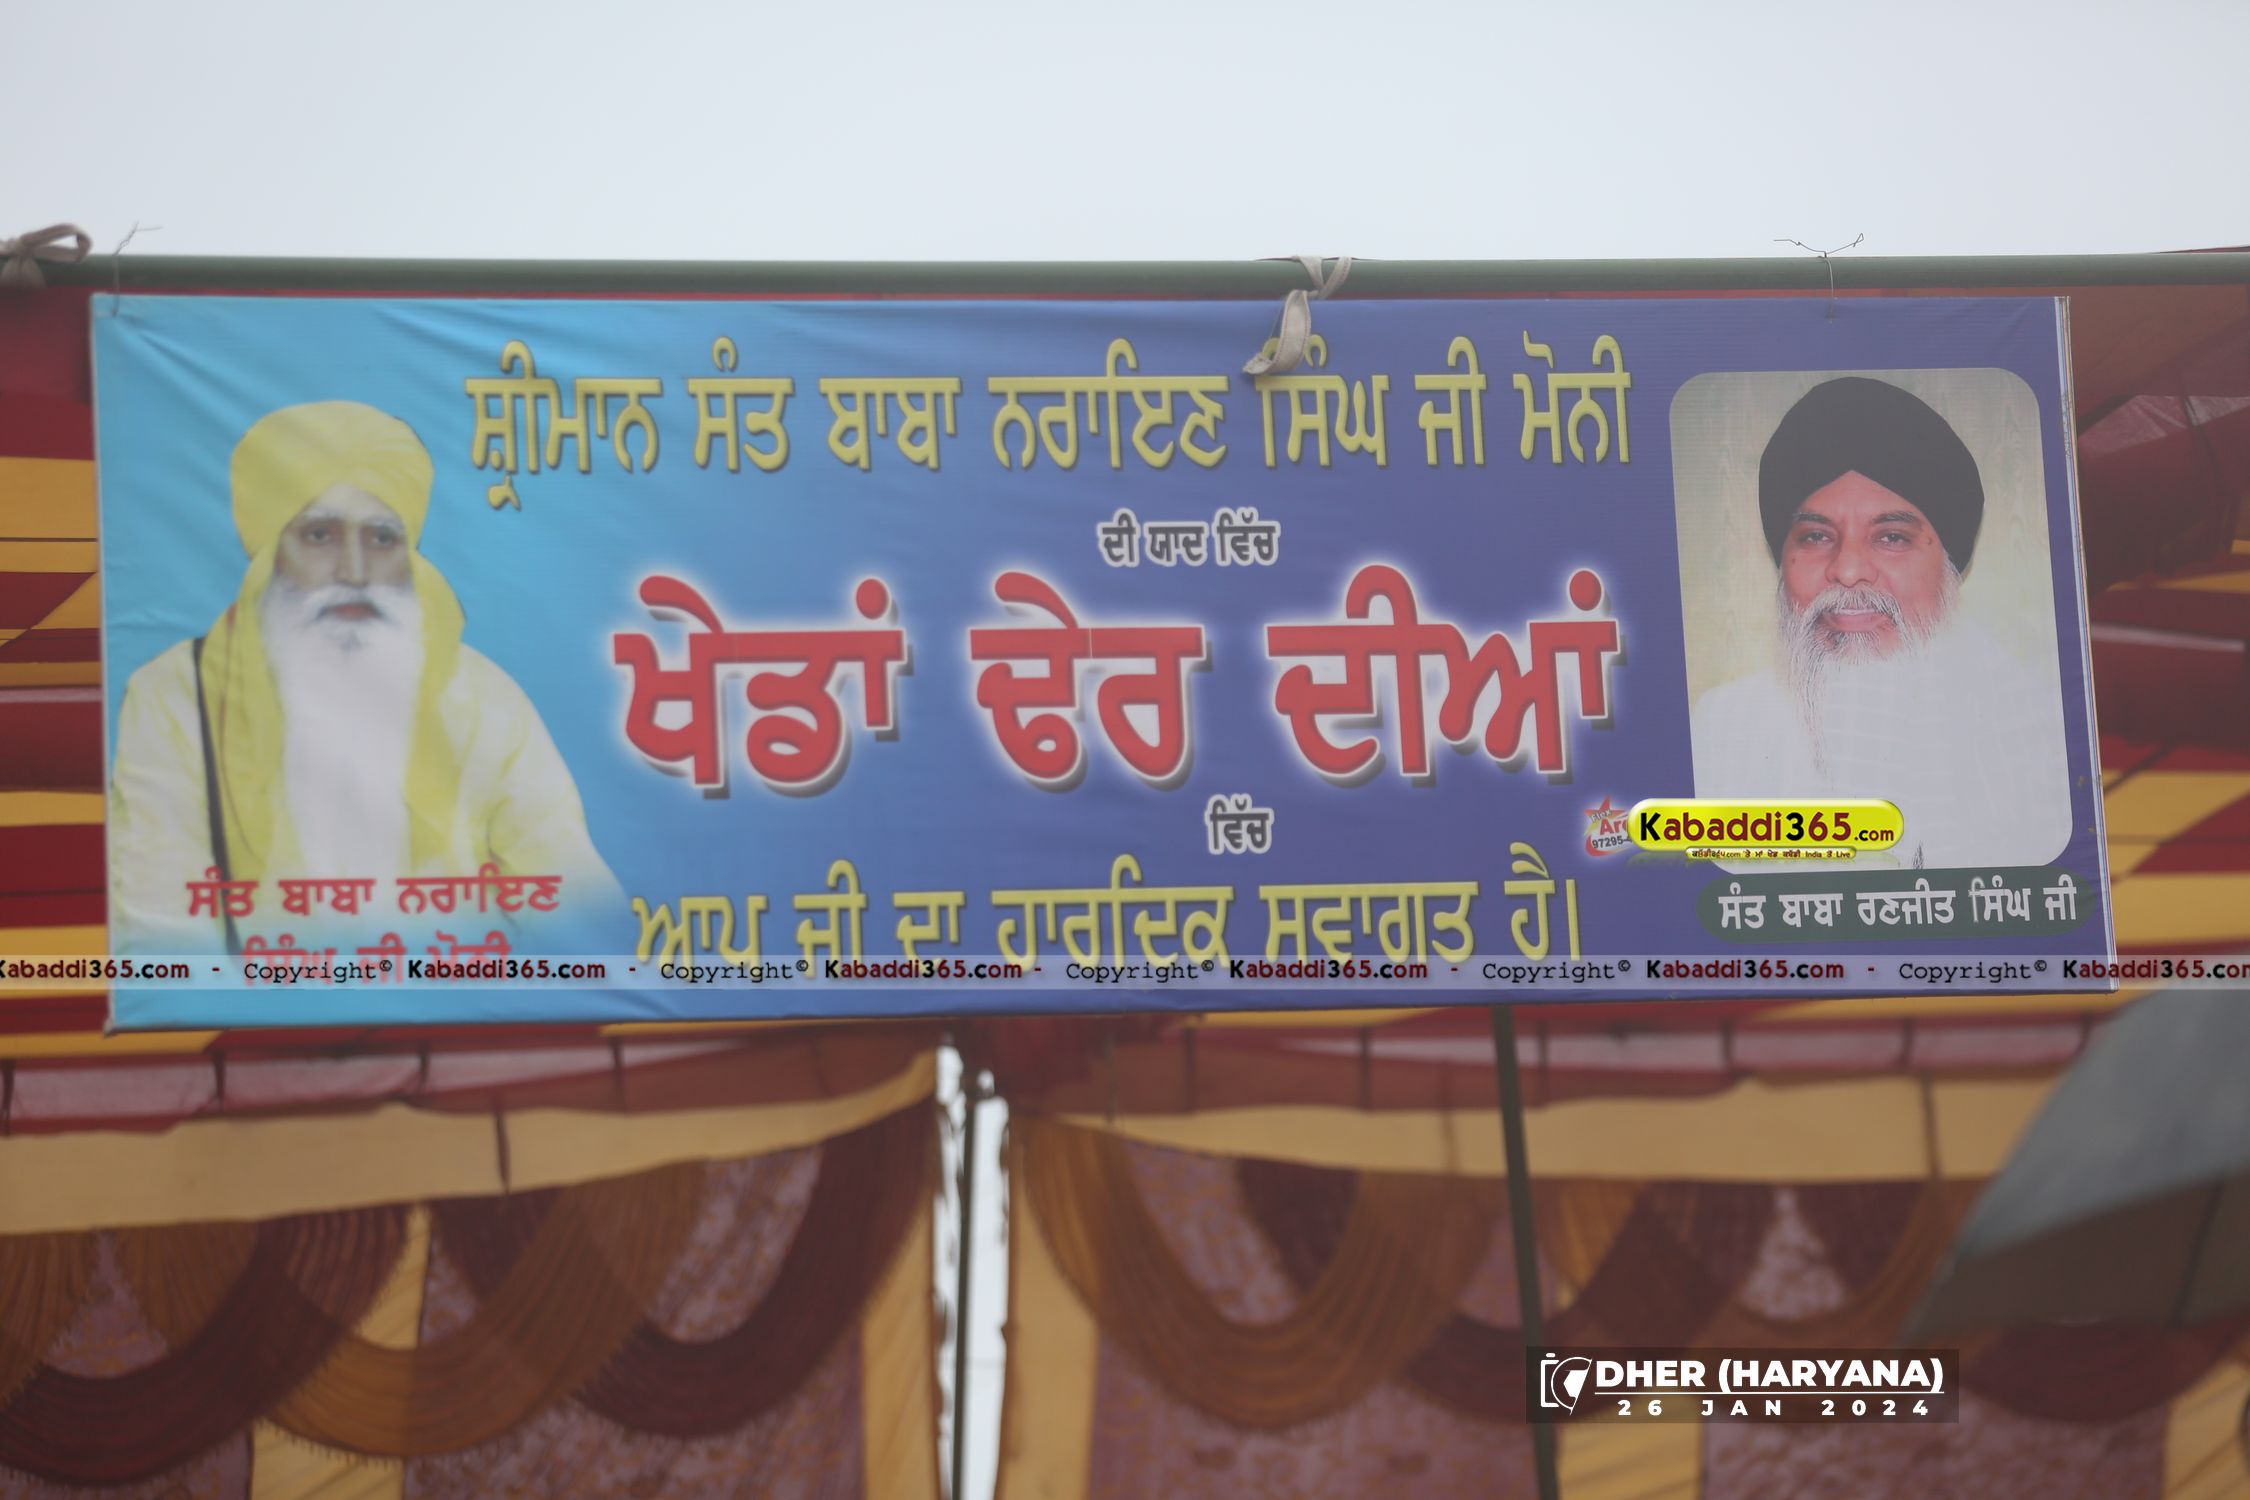 ਸ਼੍ਰੀਮਾਨ ਸੰਤ ਬਾਬਾ ਨਰਾਇਣ ਸਿੰਘ ਜੀ ਮੋਨੀ
ਦੀ ਯਾਦ ਵਿੱਚ
ਖੇਡਾਂ ਢੇਰ ਦੀਆਂ
ਵਿੱਚ
ਆਪ ਜੀ ਦਾ ਹਾਰਦਿਕ ਸਵਾਗਤ ਹੈ।
ਸੰਤ ਬਾਬਾ ਨਰਾਇਣ
ਸਿੰਘ ਜੀ ਮੋਨੀ
97295
Kabaddi365.com
ਸੰਤ ਬਾਬਾ ਰਣਜੀਤ ਸਿੰਘ ਜੀ
Kabaddi365.com - Copyright© Kabaddi365.com - Copyright© Kabaddi365.com - Copyright© Kabaddi365.com - Copyright© Kabaddi365.com - Copyright© Kabaddi365.com
DHER (HARYANA)
26 JAN 2024